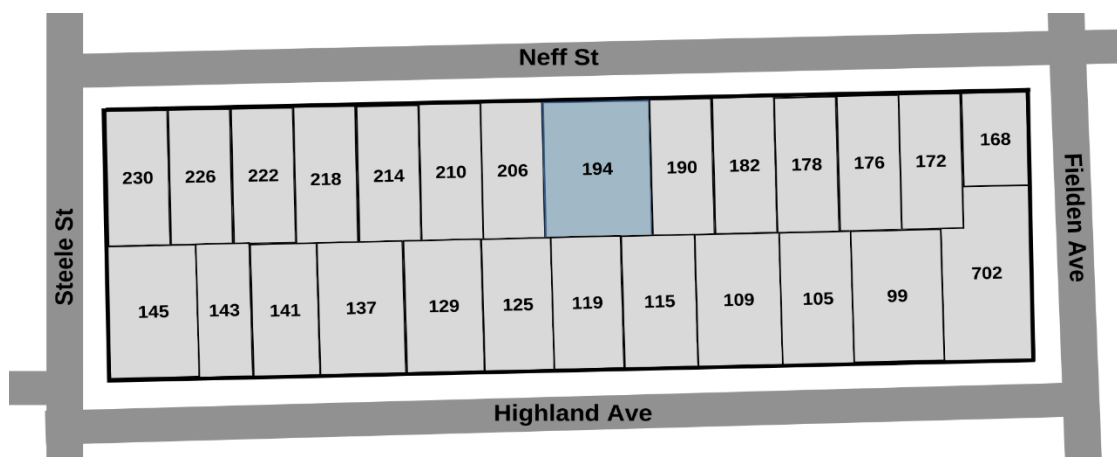 Neff St
230 226 222 218 214 210 206 194 190 182 178 176 172 168
Steele St
Fielden Ave
145 143 141 137 129 125 119 115 109 105 99 702
Highland Ave